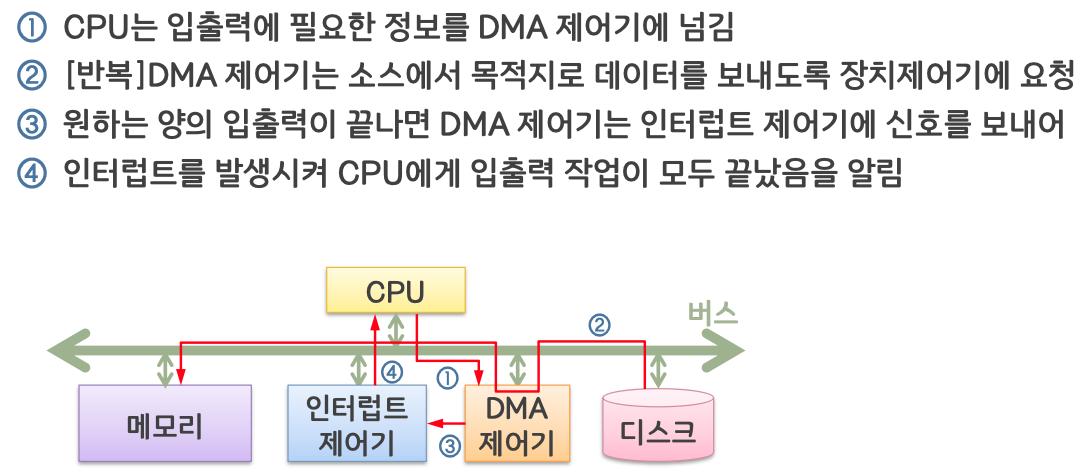 ① CPU는 입출력에 필요한 정보를 DMA 제어기에 넘김
② [반복]DMA 제어기는 소스에서 목적지로 데이터를 보내도록 장치제어기에 요청
③ 원하는 양의 입출력이 끝나면 DMA 제어기는 인터럽트 제어기에 신호를 보내어
④ 인터럽트를 발생시켜 CPU에게 입출력 작업이 모두 끝났음을 알림
CPU
버스
②
④
①
메모리
인터럽트
제어기
③
DMA
제어기
디스크